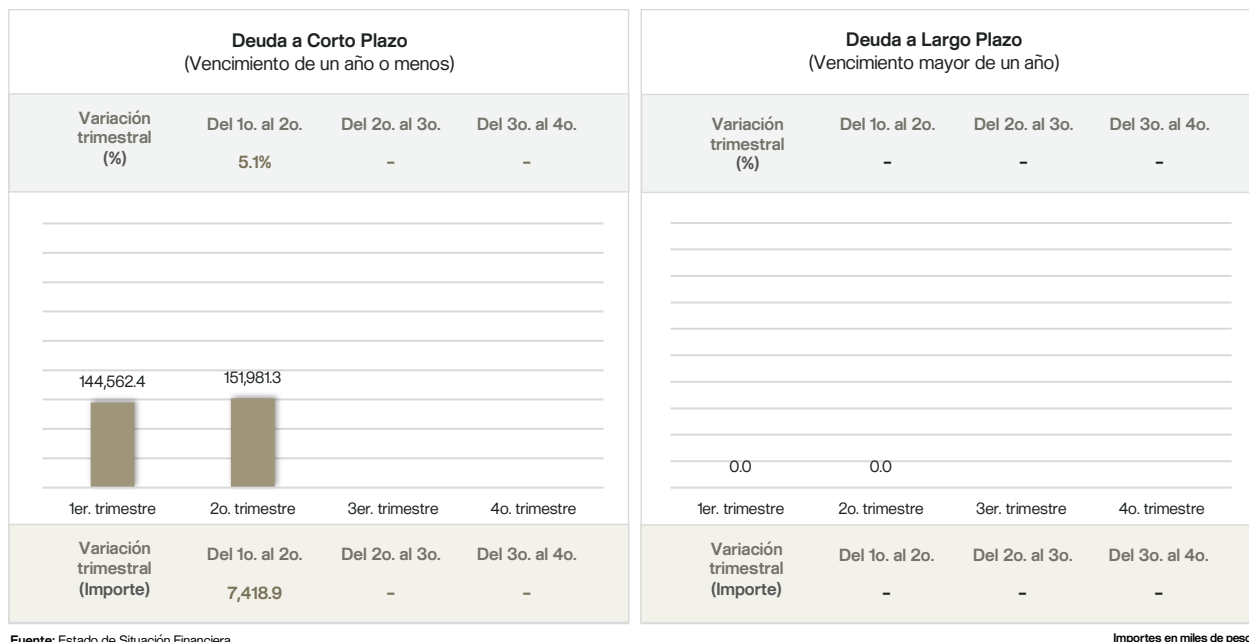 Deuda a Corto Plazo
(Vencimiento de un año o menos)
Variación trimestral (%)
Del 1o. al 2o.
Del 2o. al 3o.
Del 3o. al 4o.
5.1%
–
–
144,562.4
151,981.3
1er. trimestre
2o. trimestre
3er. trimestre
4o. trimestre
Variación trimestral (Importe)
Del 1o. al 2o.
Del 2o. al 3o.
Del 3o. al 4o.
7,418.9
–
–
Deuda a Largo Plazo
(Vencimiento mayor de un año)
Variación trimestral (%)
Del 1o. al 2o.
Del 2o. al 3o.
Del 3o. al 4o.
–
–
–
0.0
0.0
1er. trimestre
2o. trimestre
3er. trimestre
4o. trimestre
Variación trimestral (Importe)
Del 1o. al 2o.
Del 2o. al 3o.
Del 3o. al 4o.
–
–
–
Fuente: Estado de Situación Financiera
Importes en miles de